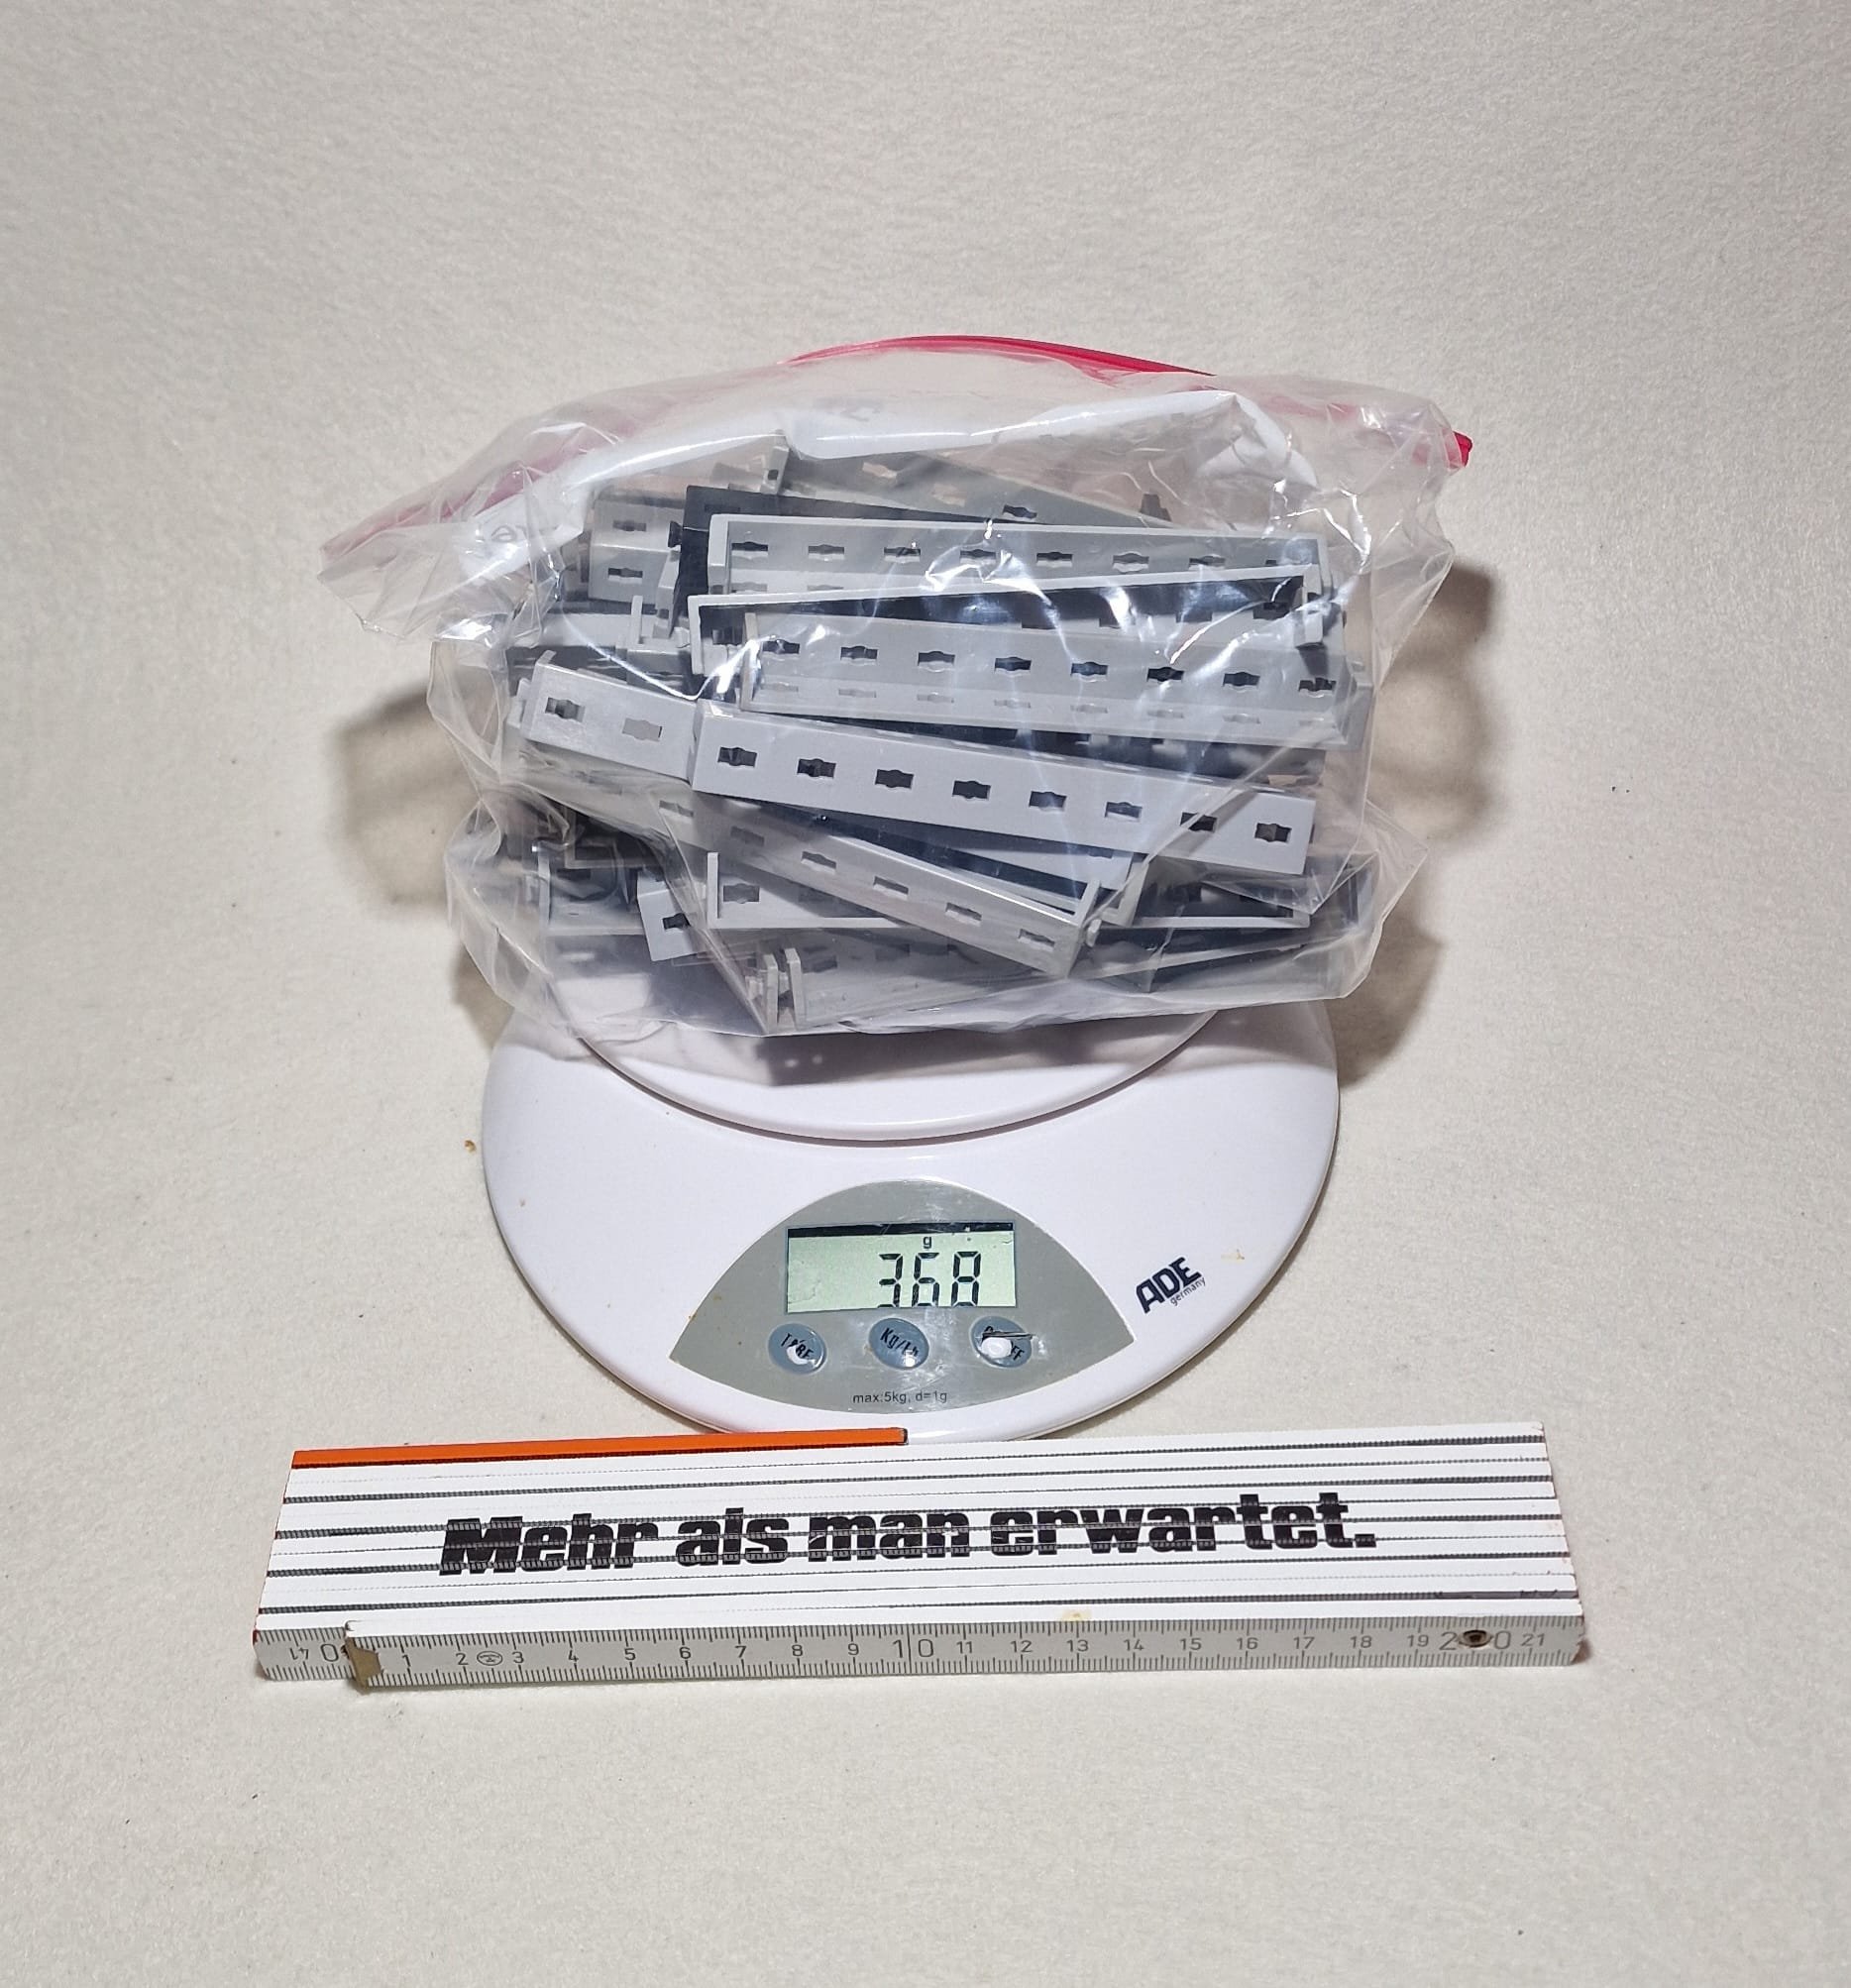 g
368
TARE
Kg/Lb
ADE
germany
max:5kg, d=1g
Mehr als man erwartet.
1 2 3 4 5 6 7 8 9 10 11 12 13 14 15 16 17 18 19 20 21